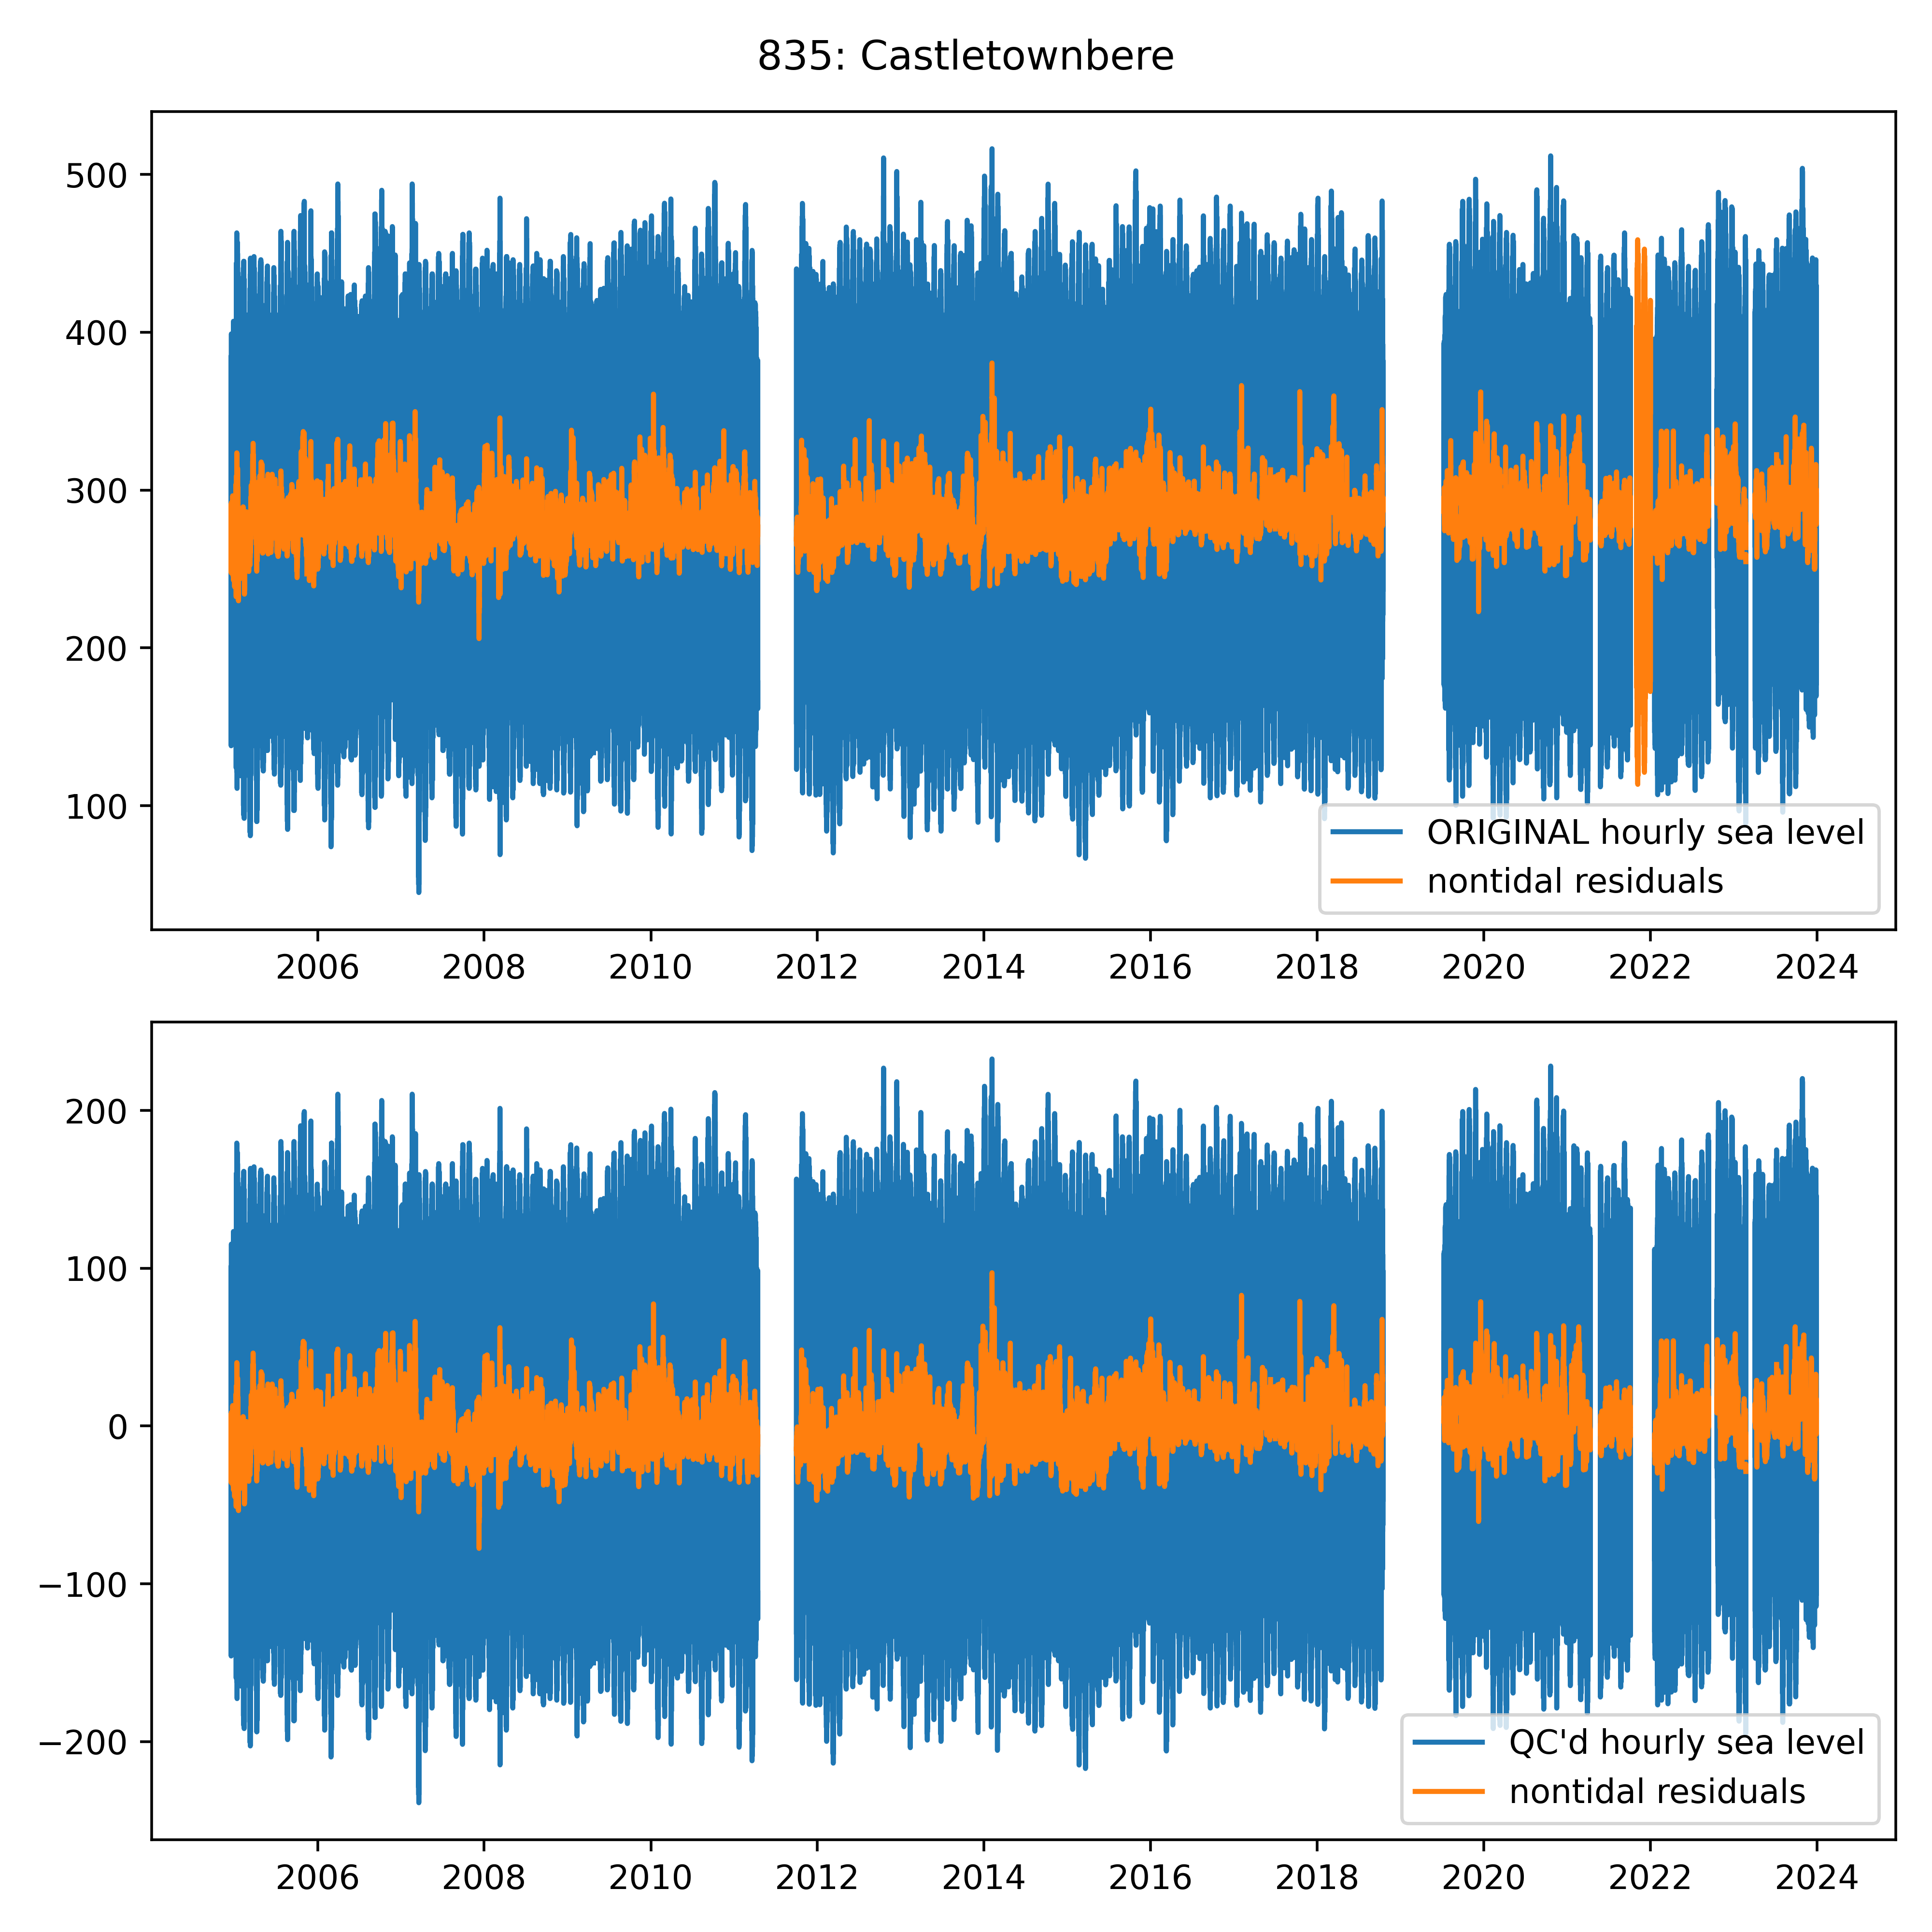 835: Castletownbere
500
400
300
200
100
ORIGINAL hourly sea level
nontidal residuals
2006 2008 2010 2012 2014 2016 2018 2020 2022 2024
200
100
0
−100
−200
QC'd hourly sea level
nontidal residuals
2006 2008 2010 2012 2014 2016 2018 2020 2022 2024